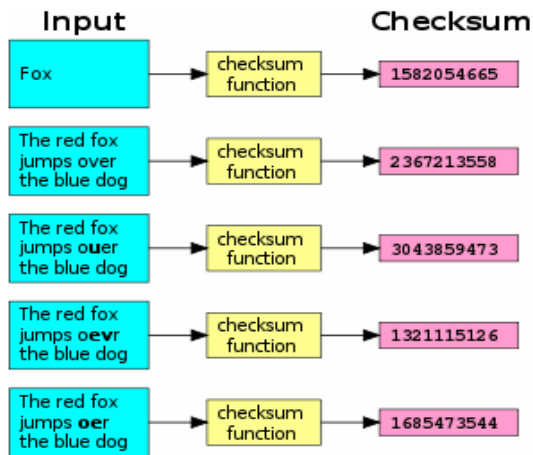 Input
Checksum
Fox
checksum
function
1582054665
The red fox
jumps over
the blue dog
checksum
function
2367213558
The red fox
jumps ouer
the blue dog
checksum
function
3043859473
The red fox
jumps oevr
the blue dog
checksum
function
1321115126
The red fox
jumps oer
the blue dog
checksum
function
1685473544